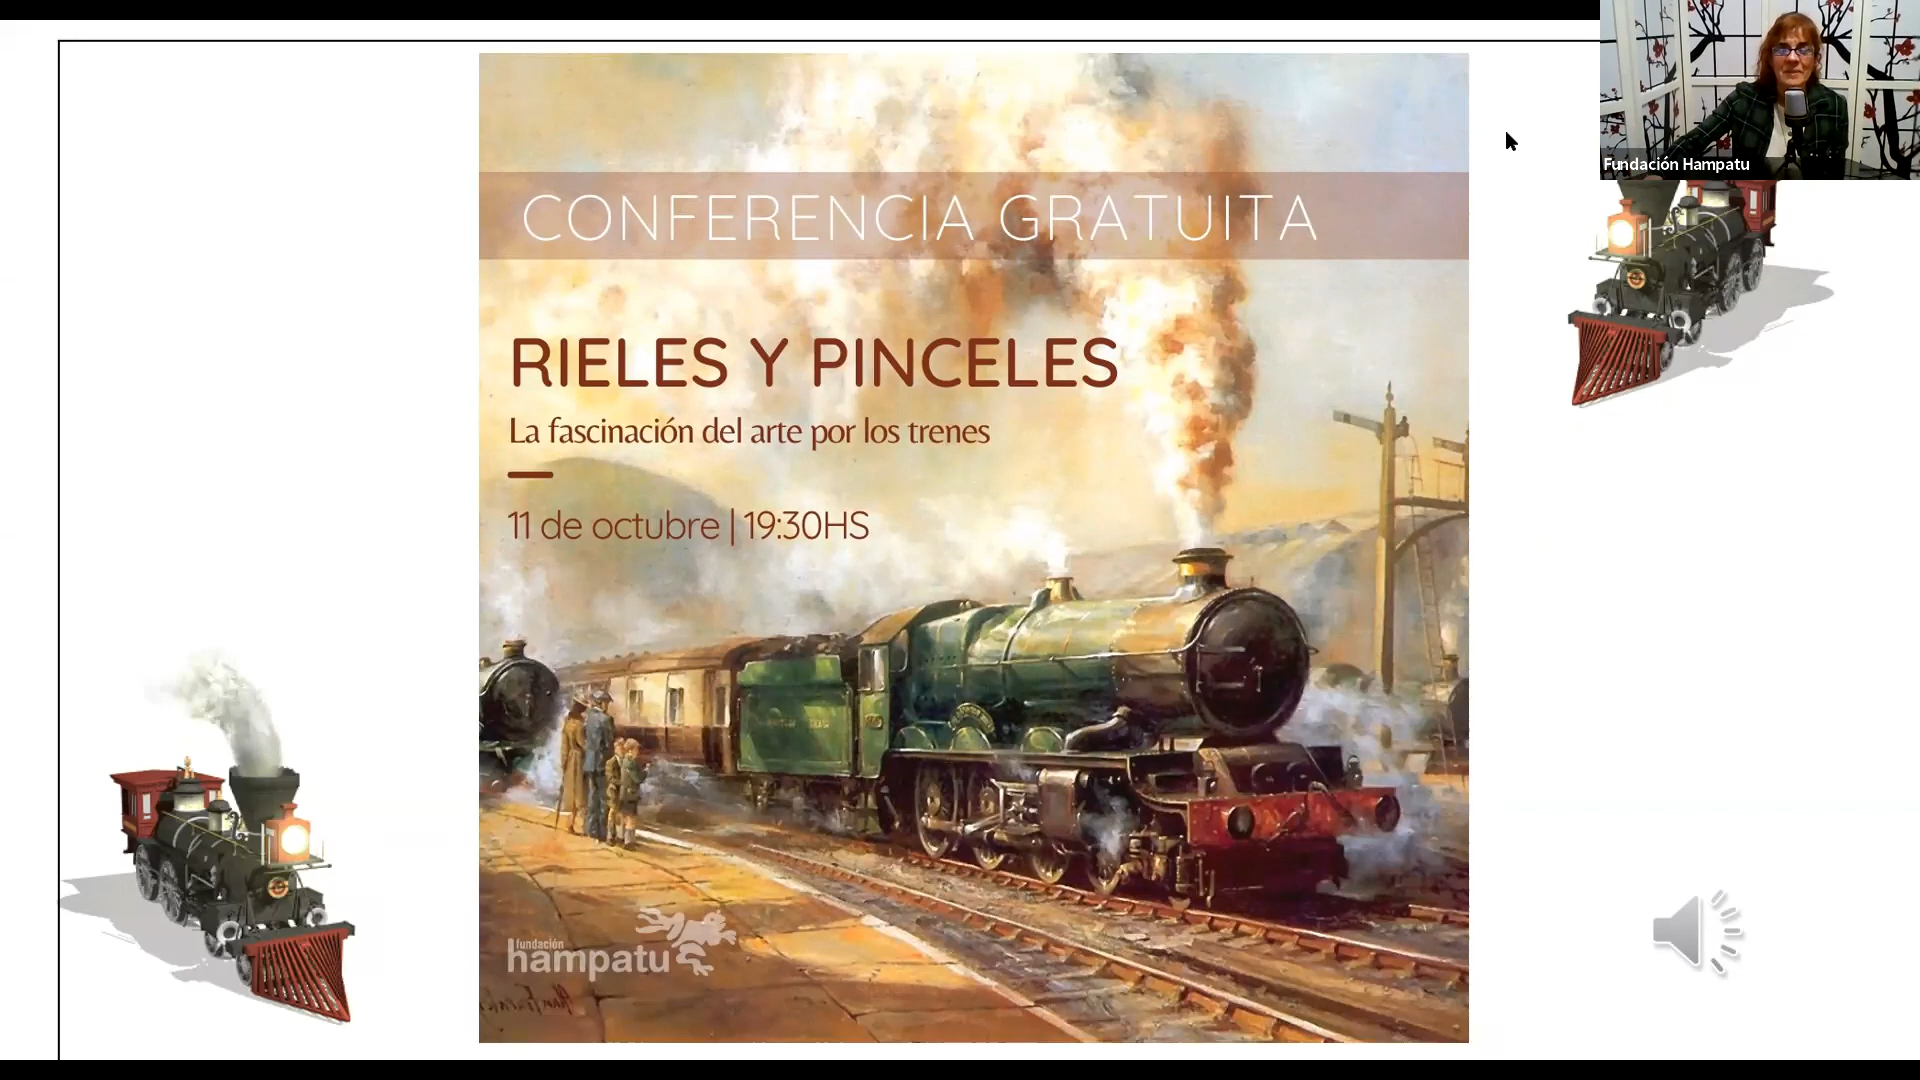 Fundación Hampatu
CONFERENCIA GRATUITA
RIELES Y PINCELES
La fascinación del arte por los trenes
11 de octubre | 19:30HS
fundación
hampatu